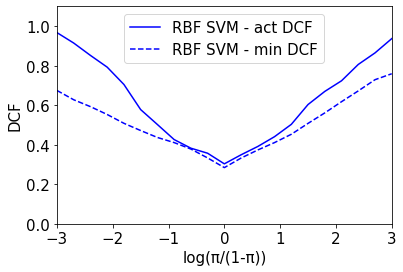 RBF SVM - act DCF
RBF SVM - min DCF
DCF
1.0
0.8
0.6
0.4
0.2
0.0
−3 −2 −1 0 1 2 3
log(π/(1-π))